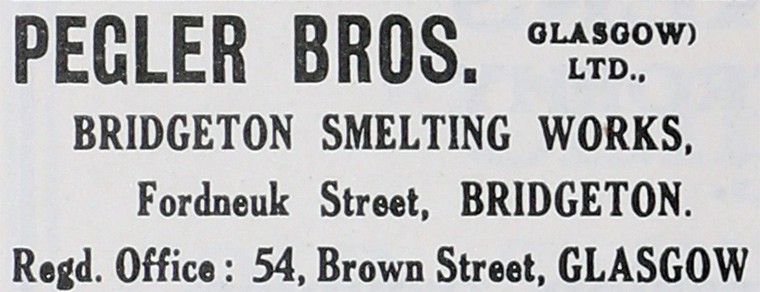 PEGLER BROS. GLASGOW) LTD.,
BRIDGETON SMELTING WORKS,
Fordneuk Street, BRIDGETON.
Regd. Office : 54, Brown Street, GLASGOW